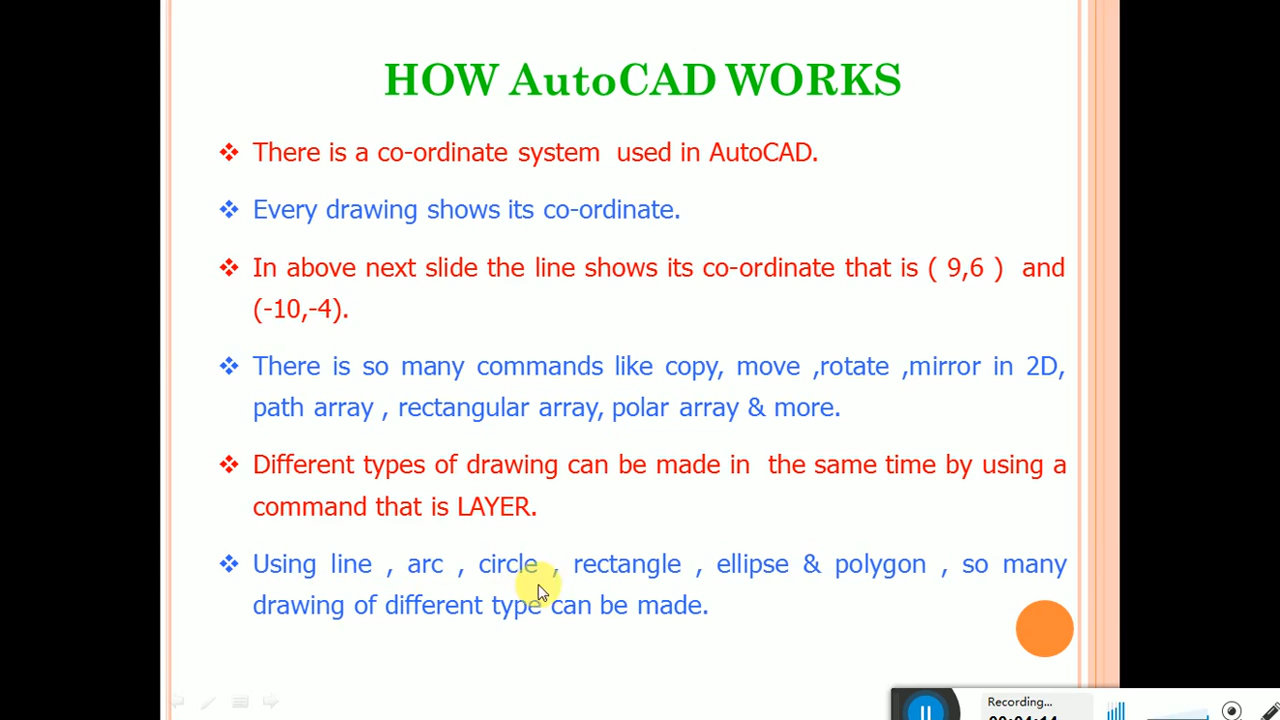 HOW AutoCAD WORKS
There is a co-ordinate system used in AutoCAD.
Every drawing shows its co-ordinate.
In above next slide the line shows its co-ordinate that is ( 9,6 ) and
(-10,-4).
There is so many commands like copy, move ,rotate ,mirror in 2D,
path array , rectangular array, polar array & more.
Different types of drawing can be made in the same time by using a
command that is LAYER.
Using line , arc , circle , rectangle , ellipse & polygon , so many
drawing of different type can be made.
Recording...
00:04:14